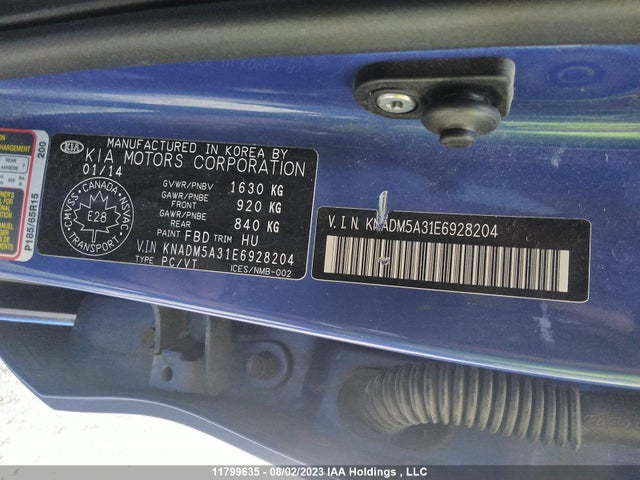 KIA
MANUFACTURED IN KOREA BY
KIA MOTORS CORPORATION
01/14
GVWR/PNBV 1630 KG
GAWR/PNBE FRONT 920 KG
GAWR/PNBE REAR 840 KG
PAINT FBD TRIM HU
V.I.N KNADM5A31E6928204
TYPE PC/VT ICES/NMB-002
CANADA
CMVSS E28 NSVAC
TRANSPORT
V.I.N. KNADM5A31E6928204
200
P185/65R15
REAR
11799635 - 08/02/2023 IAA Holdings , LLC